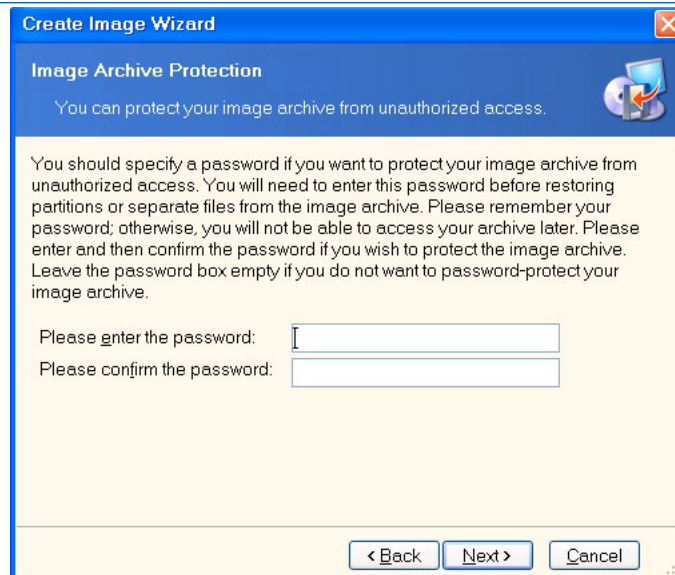 Create Image Wizard
Image Archive Protection
You can protect your image archive from unauthorized access.
You should specify a password if you want to protect your image archive from
unauthorized access. You will need to enter this password before restoring
partitions or separate files from the image archive. Please remember your
password; otherwise, you will not be able to access your archive later. Please
enter and then confirm the password if you wish to protect the image archive.
Leave the password box empty if you do not want to password-protect your
image archive.
Please enter the password:
Please confirm the password:
< Back Next > Cancel